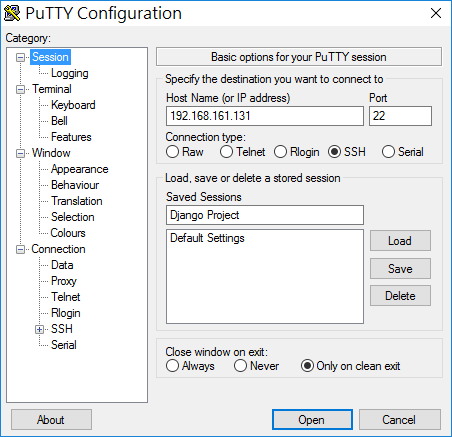 PuTTY Configuration
Category:
Session
Logging
Terminal
Keyboard
Bell
Features
Window
Appearance
Behaviour
Translation
Selection
Colours
Connection
Data
Proxy
Telnet
Rlogin
SSH
Serial
Basic options for your PuTTY session
Specify the destination you want to connect to
Host Name (or IP address) Port
192.168.161.131 22
Connection type:
Raw Telnet Rlogin SSH Serial
Load, save or delete a stored session
Saved Sessions
Django Project
Default Settings
Load
Save
Delete
Close window on exit:
Always Never Only on clean exit
About Open Cancel